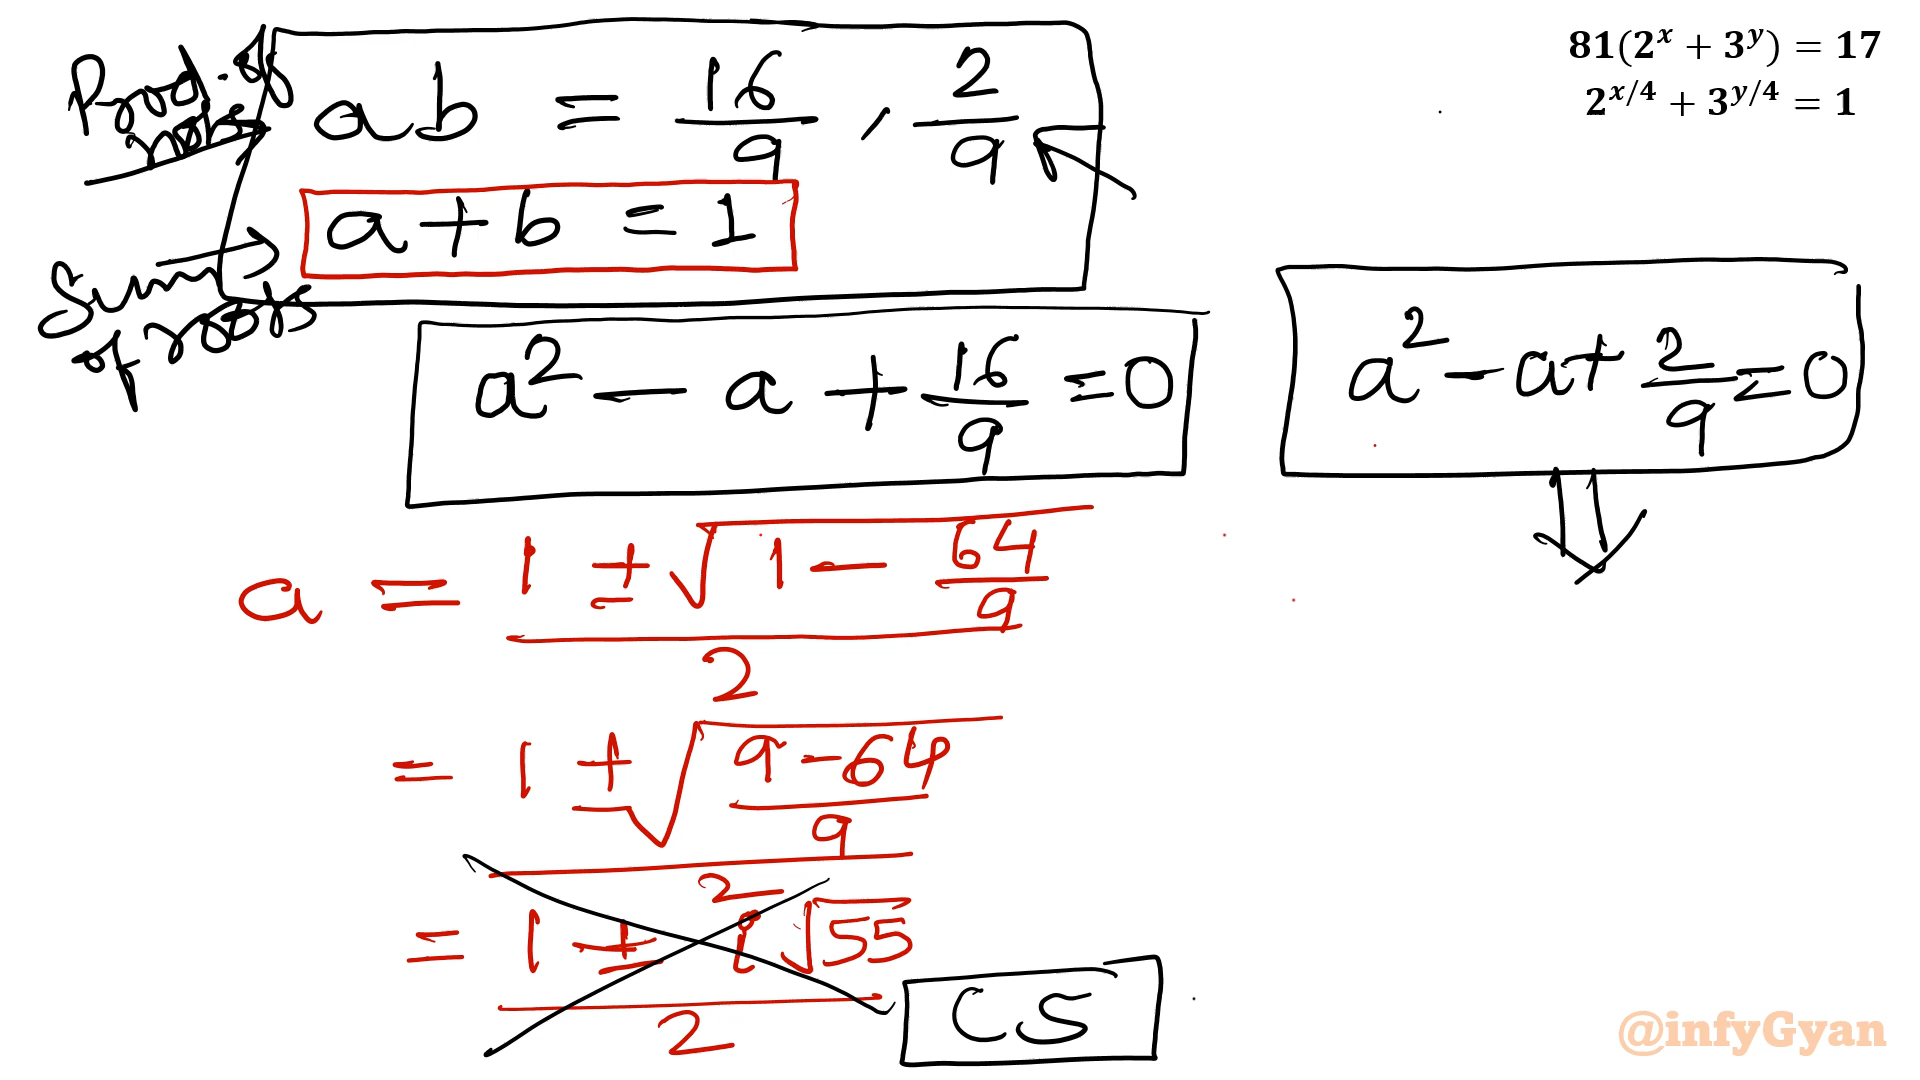 81(2^x + 3^y) = 17
2^{x/4} + 3^{y/4} = 1
Prod. of roots
ab = 16/9 , 2/9
Sum of roots
a + b = 1
a² - a + 16/9 = 0
a² - a + 2/9 = 0
a = (1 ± √(1 - 64/9))/2
= (1 ± √((9-64)/9))/2
= (1 ± i√55)/2
CS
@infyGyan